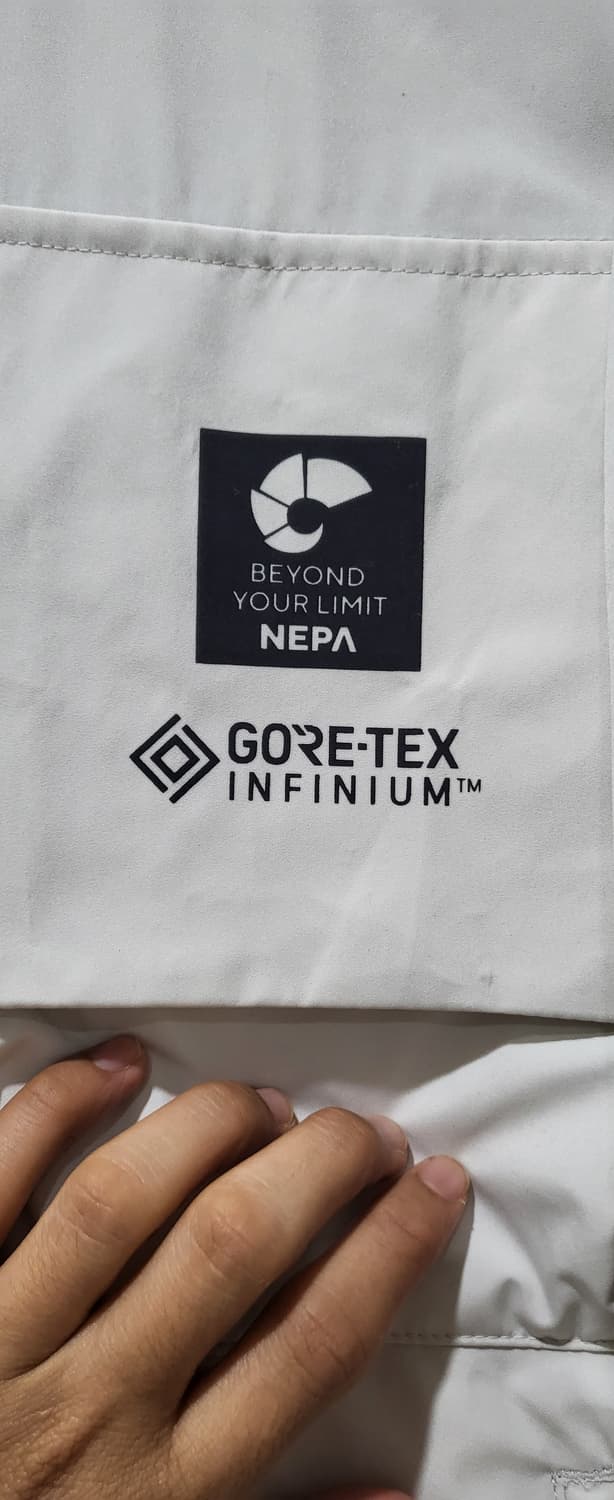 BEYOND
YOUR LIMIT
NEPA
GORE-TEX
INFINIUM™